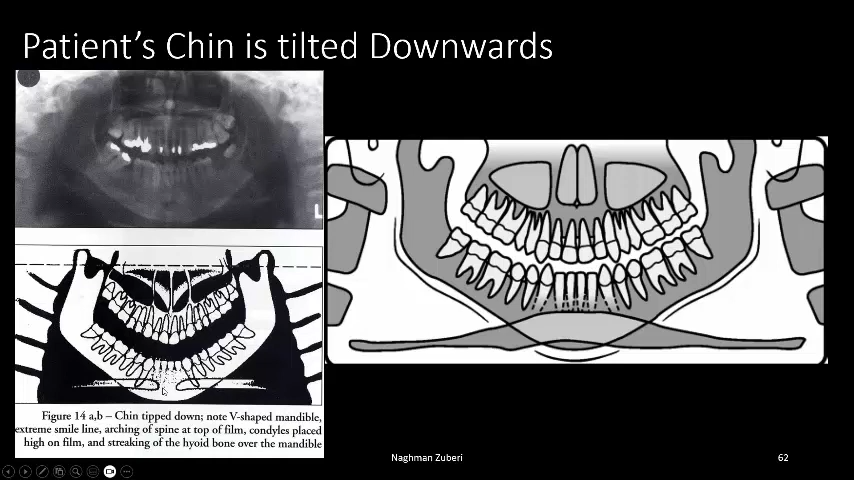 Patient's Chin is tilted Downwards
L
Figure 14 a,b – Chin tipped down; note V-shaped mandible,
extreme smile line, arching of spine at top of film, condyles placed
high on film, and streaking of the hyoid bone over the mandible
Naghman Zuberi
62